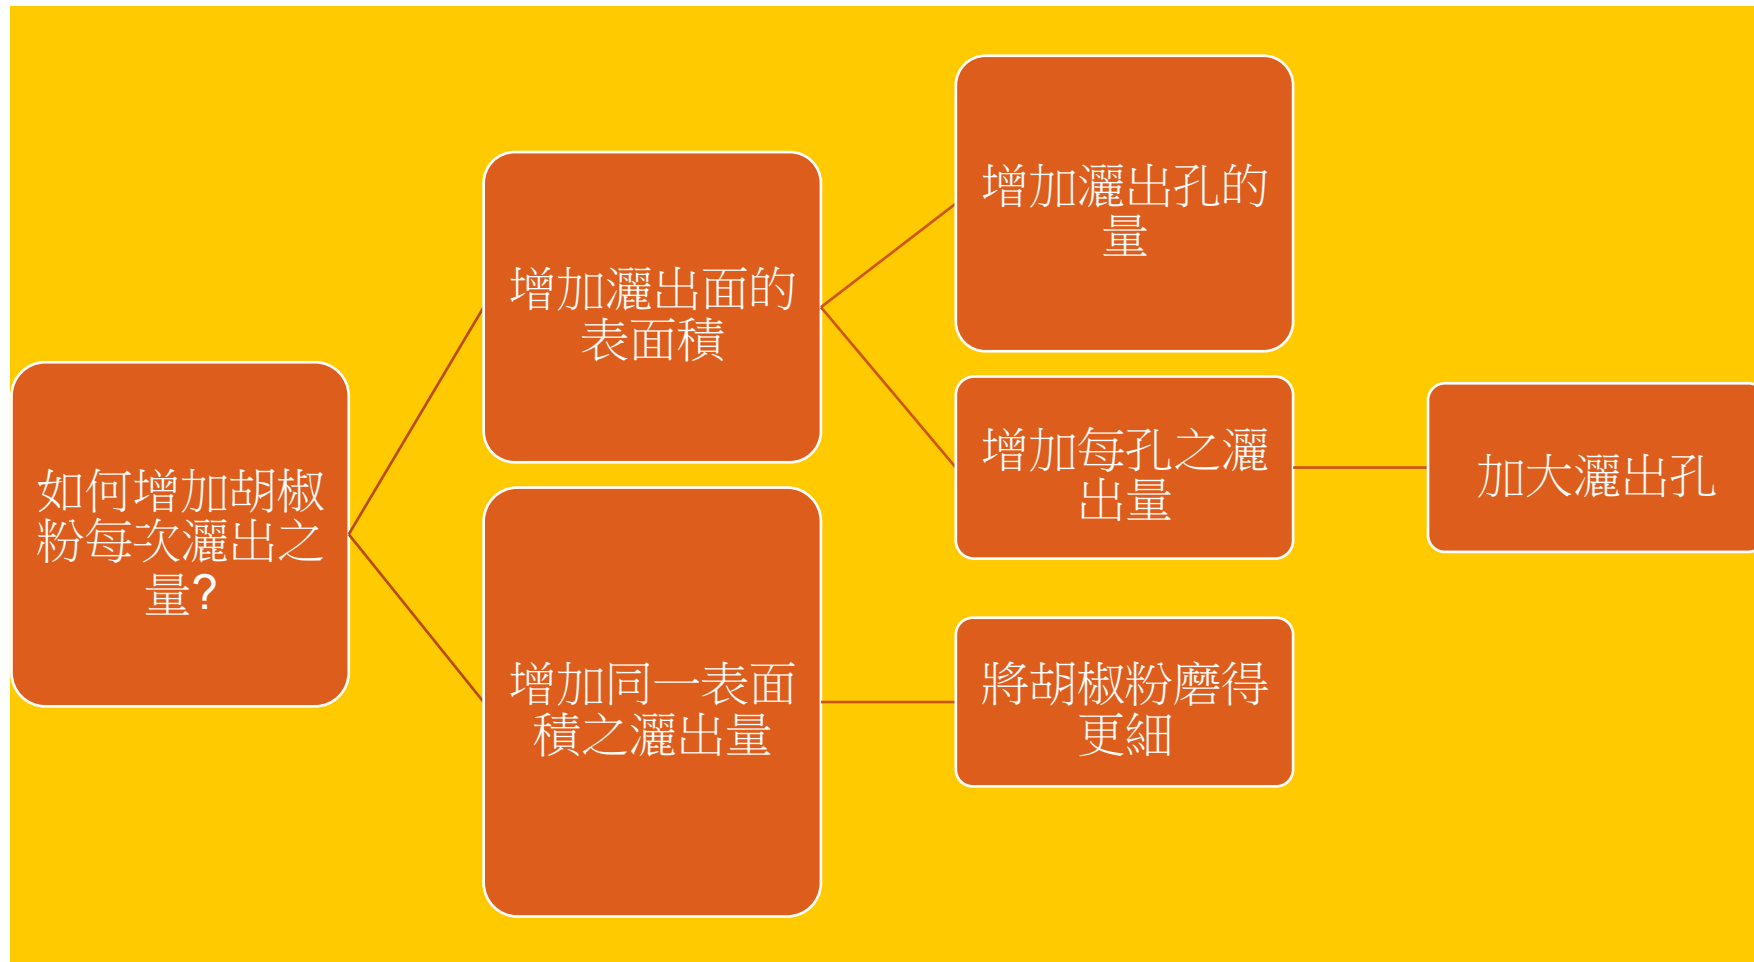 如何增加胡椒
粉每次灑出之
量?
增加灑出面的
表面積
增加灑出孔的
量
增加每孔之灑
出量
加大灑出孔
增加同一表面
積之灑出量
將胡椒粉磨得
更細